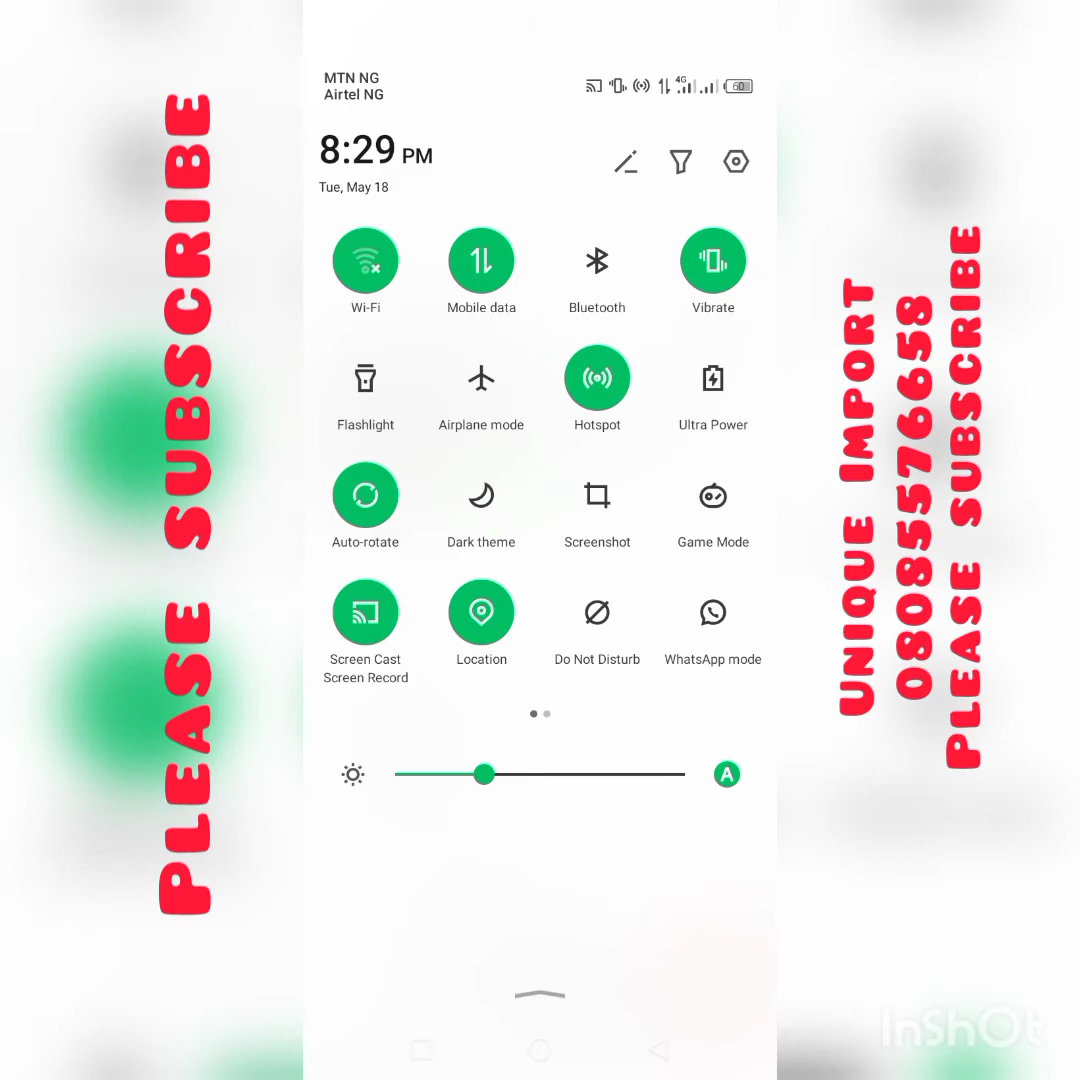 PLEASE SUBSCRIBE
MTN NG
Airtel NG
4G
60
8:29 PM
Tue, May 18
Wi-Fi
Mobile data
Bluetooth
Vibrate
Flashlight
Airplane mode
Hotspot
Ultra Power
Auto-rotate
Dark theme
Screenshot
Game Mode
Screen Cast
Screen Record
Location
Do Not Disturb
WhatsApp mode
A
UNIQUE IMPORT
08085576658
PLEASE SUBSCRIBE
InShOt